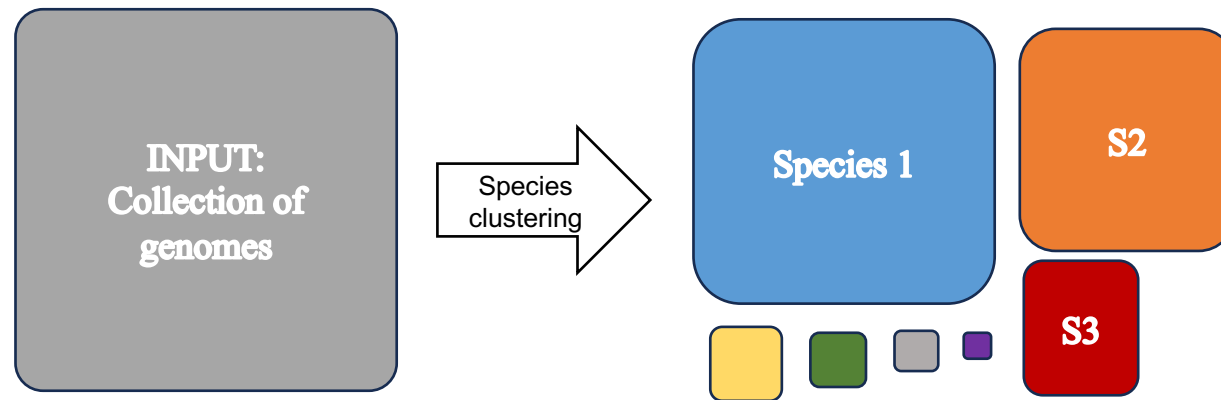 INPUT:
Collection of
genomes
Species
clustering
Species 1
S2
S3